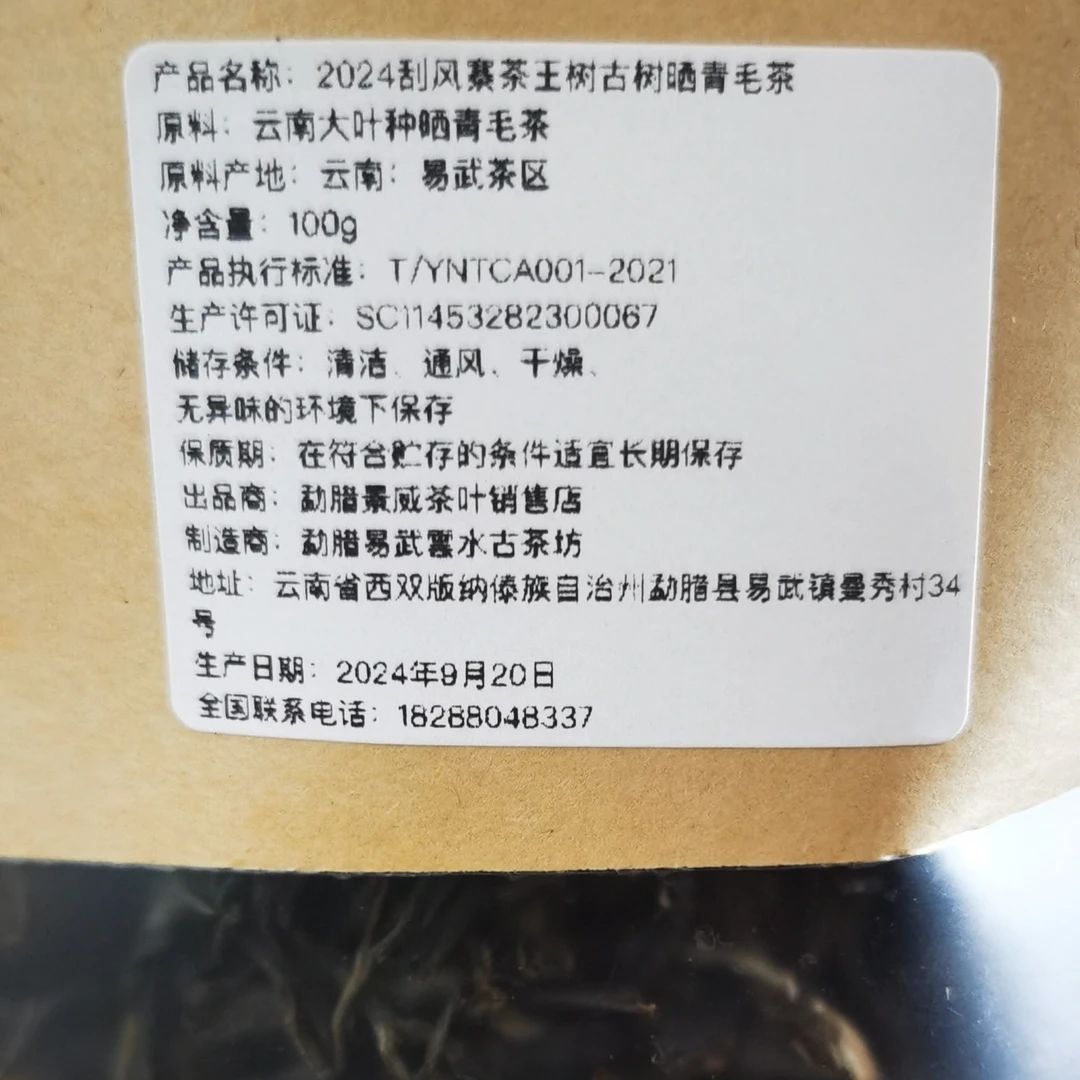 产品名称：2024刮风寨茶王树古树晒青毛茶
原料：云南大叶种晒青毛茶
原料产地：云南：易武茶区
净含量：100g
产品执行标准：T/YNTCA001-2021
生产许可证：SC11453282300067
储存条件：清洁、通风、干燥、
无异味的环境下保存
保质期：在符合贮存的条件适宜长期保存
出品商：勐腊景威茶叶销售店
制造商：勐腊易武雲水古茶坊
地址：云南省西双版纳傣族自治州勐腊县易武镇曼秀村34
号
生产日期：2024年9月20日
全国联系电话：18288048337